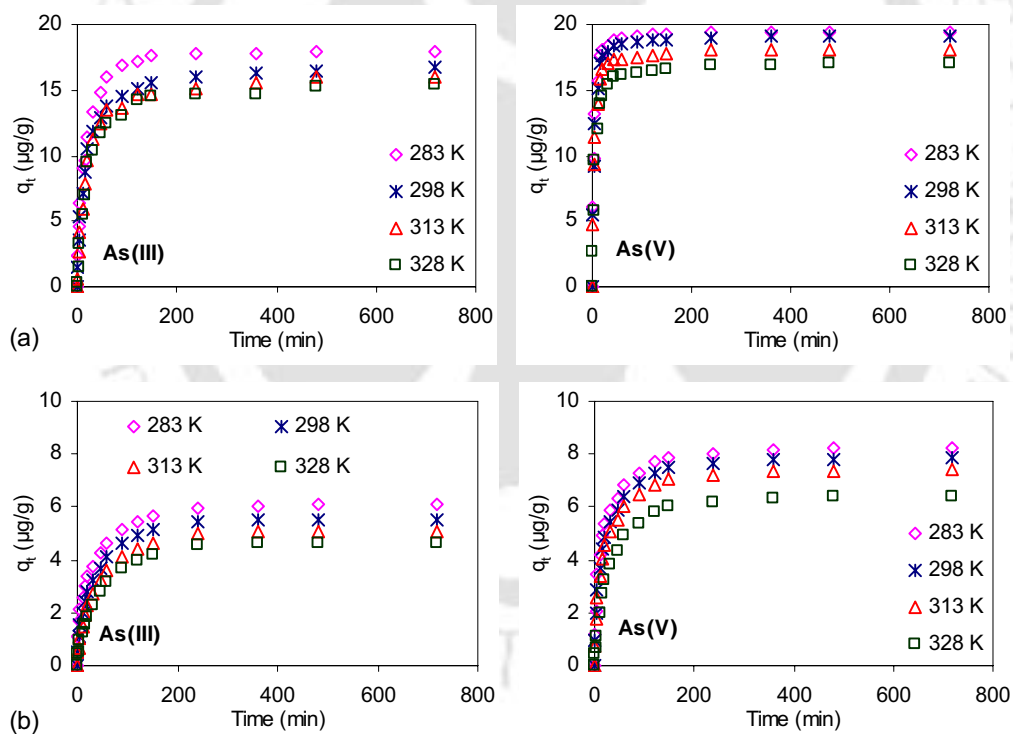 20
15
10
5
0
q_t (µg/g)
283 K
298 K
313 K
328 K
As(III)
0 200 400 600 800
Time (min)
20
15
10
5
0
q_t (µg/g)
283 K
298 K
313 K
328 K
As(V)
0 200 400 600 800
Time (min)
(a)
10
8
6
4
2
0
q_t (µg/g)
283 K 298 K
313 K 328 K
As(III)
0 200 400 600 800
Time (min)
10
8
6
4
2
0
q_t (µg/g)
283 K
298 K
313 K
328 K
As(V)
0 200 400 600 800
Time (min)
(b)